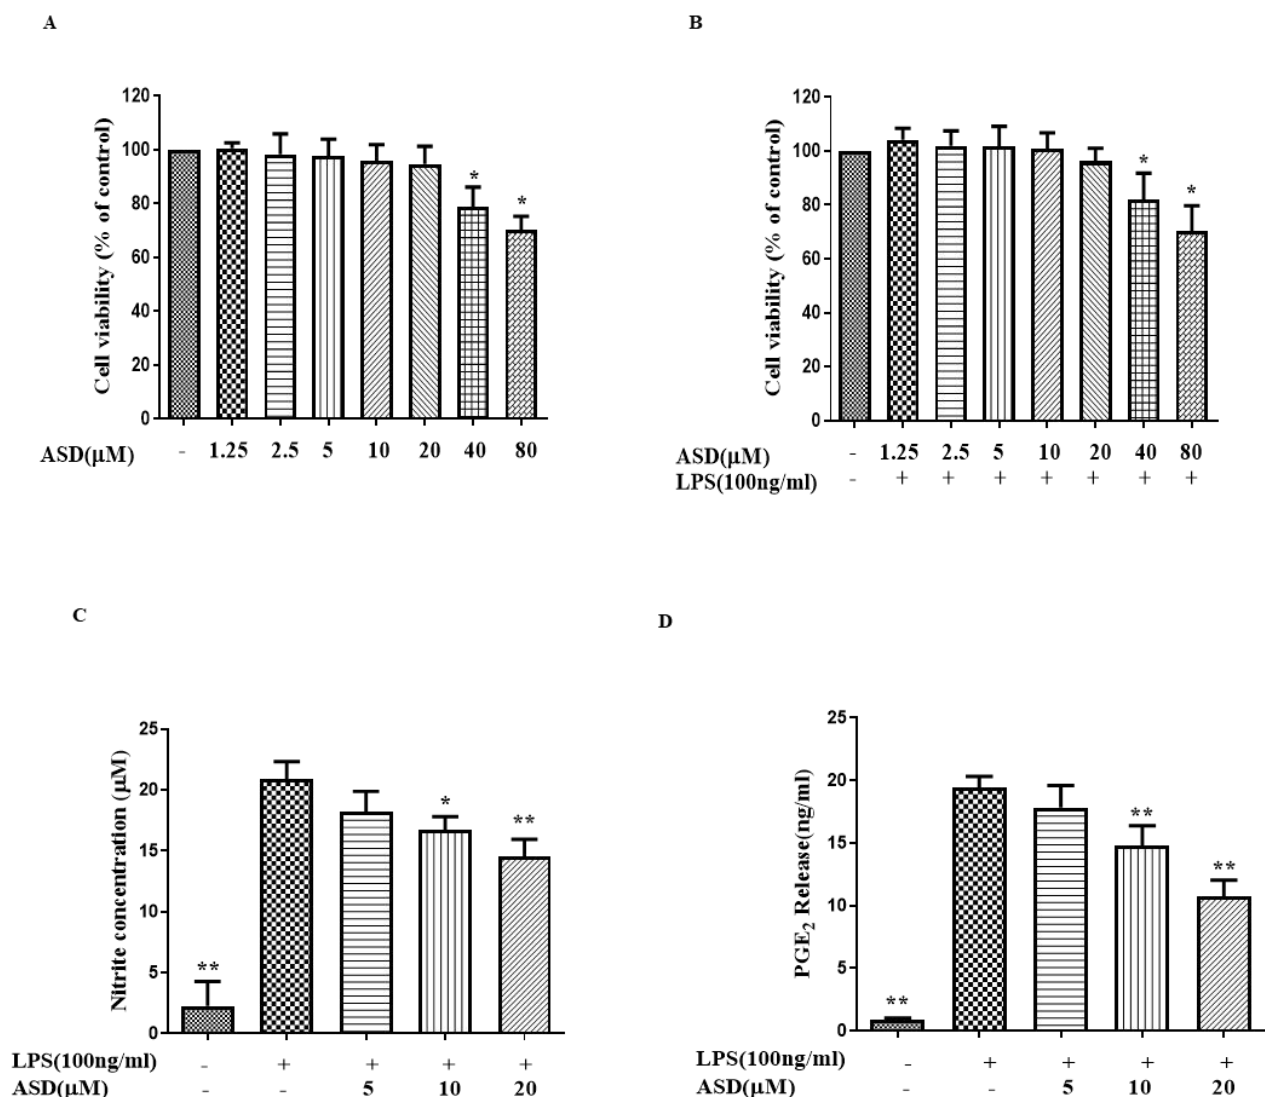 A
B
120
100
80
60
40
20
0
Cell viability (% of control)
* *
ASD(μM) - 1.25 2.5 5 10 20 40 80
120
100
80
60
40
20
0
Cell viability (% of control)
* *
ASD(μM) - 1.25 2.5 5 10 20 40 80
LPS(100ng/ml) - + + + + + + +
C
D
25
20
15
10
5
0
Nitrite concentration (μM)
** * **
LPS(100ng/ml) - + + + +
ASD(μM) - - 5 10 20
25
20
15
10
5
0
PGE₂ Release(ng/ml)
** ** **
LPS(100ng/ml) - + + + +
ASD(μM) - - 5 10 20